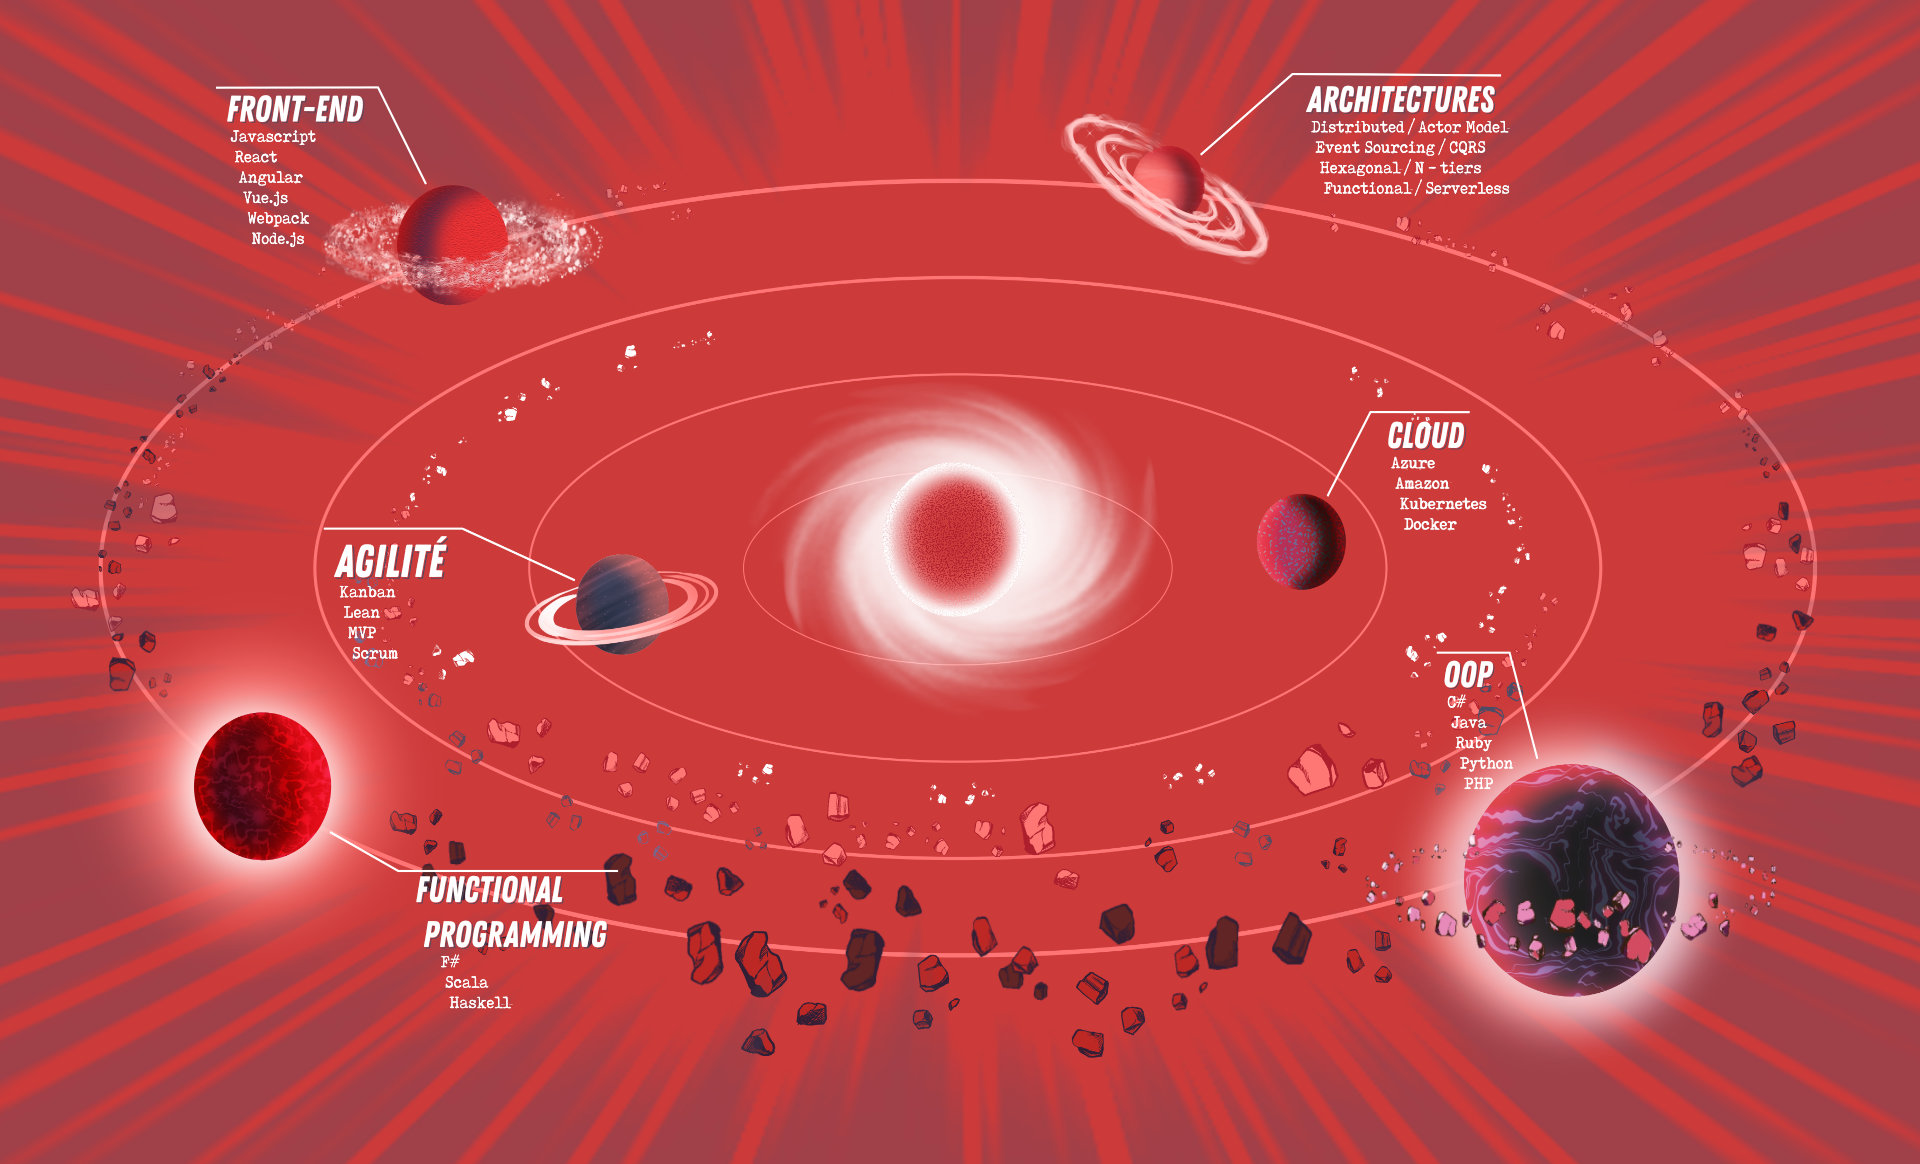 FRONT-END
Javascript
React
Angular
Vue.js
Webpack
Node.js
ARCHITECTURES
Distributed / Actor Model
Event Sourcing / CQRS
Hexagonal / N - tiers
Functional / Serverless
CLOUD
Azure
Amazon
Kubernetes
Docker
AGILITÉ
Kanban
Lean
MVP
Scrum
OOP
C#
Java
Ruby
Python
PHP
FUNCTIONAL
PROGRAMMING
F#
Scala
Haskell